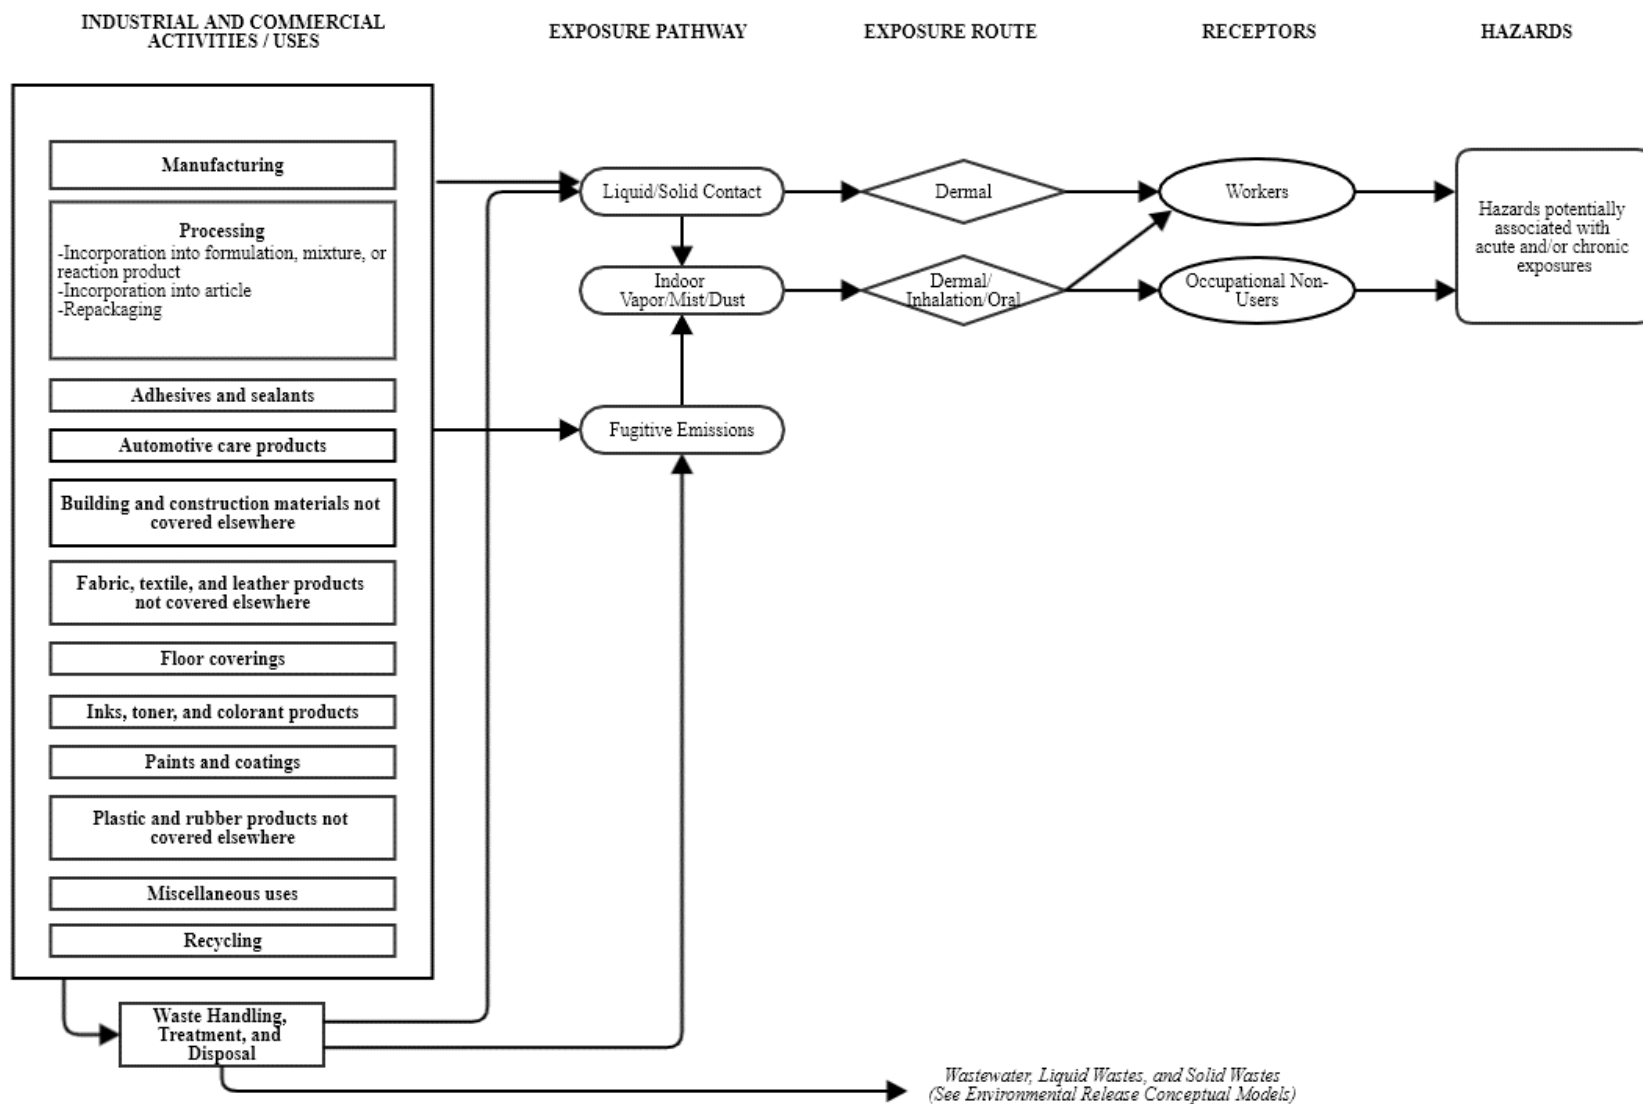 INDUSTRIAL AND COMMERCIAL
ACTIVITIES / USES
EXPOSURE PATHWAY
EXPOSURE ROUTE
RECEPTORS
HAZARDS
Manufacturing
Processing
-Incorporation into formulation, mixture, or
reaction product
-Incorporation into article
-Repackaging
Adhesives and sealants
Automotive care products
Building and construction materials not
covered elsewhere
Fabric, textile, and leather products
not covered elsewhere
Floor coverings
Inks, toner, and colorant products
Paints and coatings
Plastic and rubber products not
covered elsewhere
Miscellaneous uses
Recycling
Waste Handling,
Treatment, and
Disposal
Liquid/Solid Contact
Indoor
Vapor/Mist/Dust
Fugitive Emissions
Dermal
Dermal/
Inhalation/Oral
Workers
Occupational Non-
Users
Hazards potentially
associated with
acute and/or chronic
exposures
Wastewater, Liquid Wastes, and Solid Wastes
(See Environmental Release Conceptual Models)